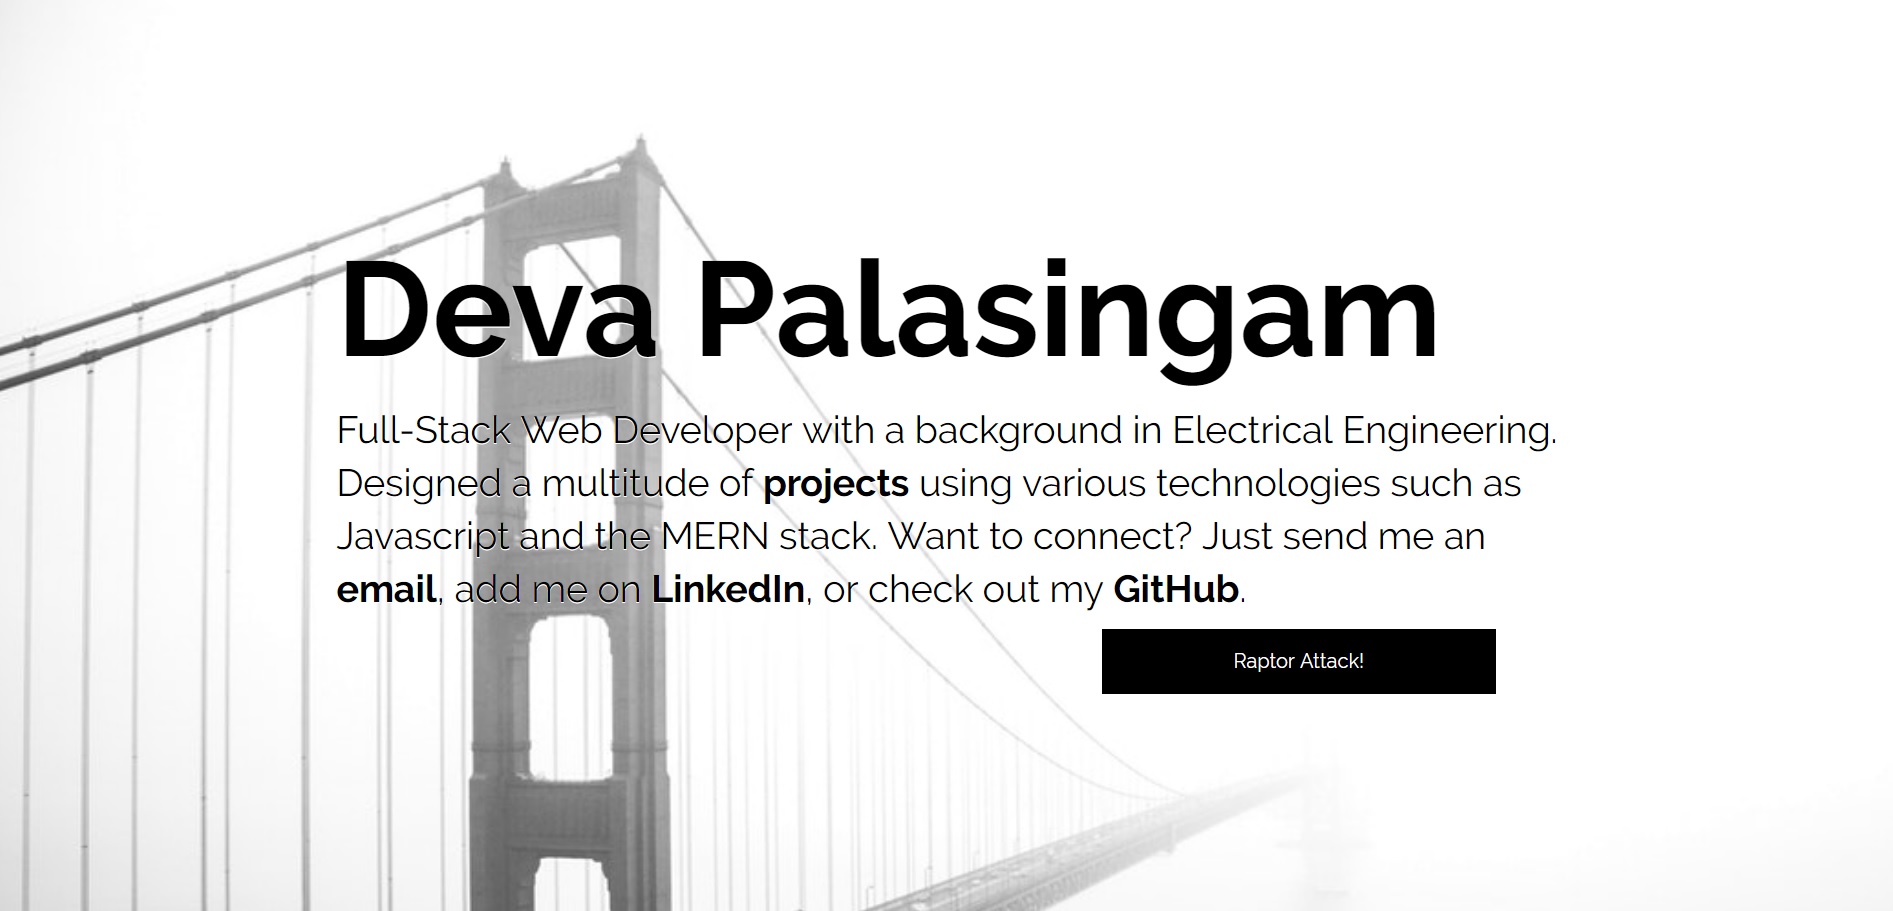 Deva Palasingam
Full-Stack Web Developer with a background in Electrical Engineering.
Designed a multitude of projects using various technologies such as
Javascript and the MERN stack. Want to connect? Just send me an
email, add me on LinkedIn, or check out my GitHub.
Raptor Attack!